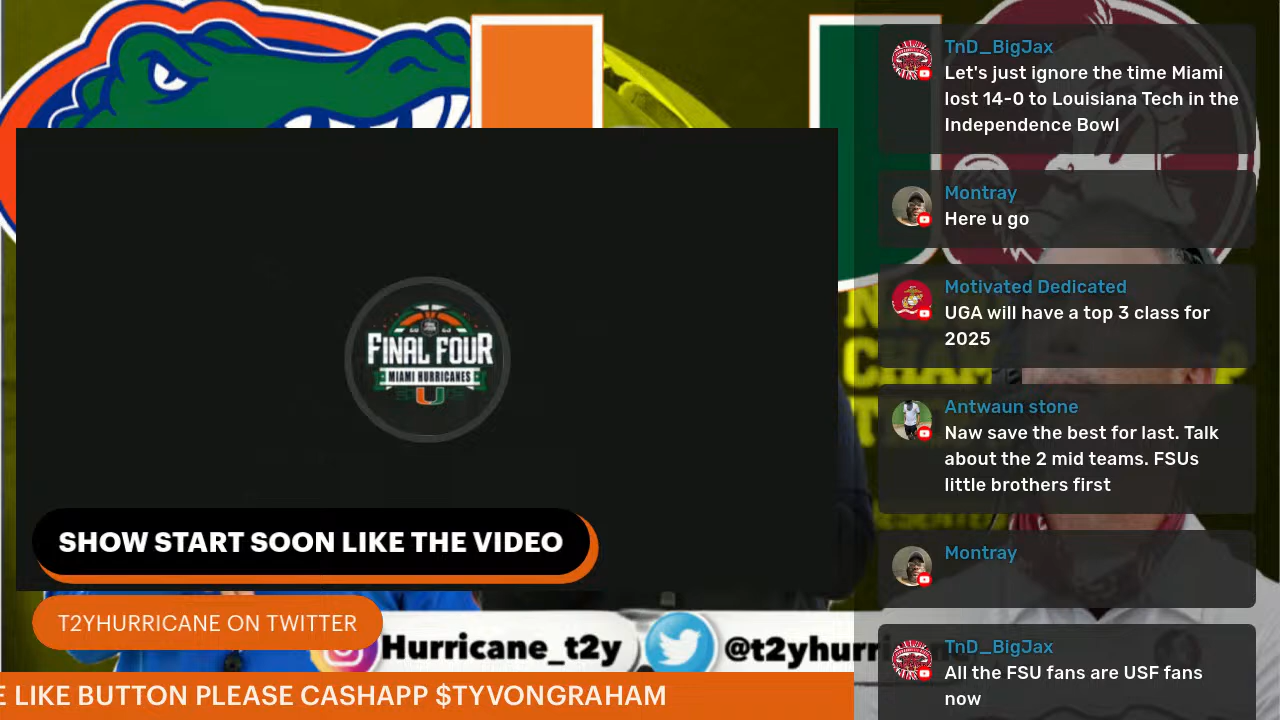 TnD_BigJax
Let's just ignore the time Miami
lost 14-0 to Louisiana Tech in the
Independence Bowl
Montray
Here u go
Motivated Dedicated
UGA will have a top 3 class for
2025
Antwaun stone
Naw save the best for last. Talk
about the 2 mid teams. FSUs
little brothers first
Montray
TnD_BigJax
All the FSU fans are USF fans
now
FINAL FOUR
MIAMI HURRICANES
SHOW START SOON LIKE THE VIDEO
T2YHURRICANE ON TWITTER
Hurricane_t2y
@t2yhurr
E LIKE BUTTON PLEASE CASHAPP $TYVONGRAHAM